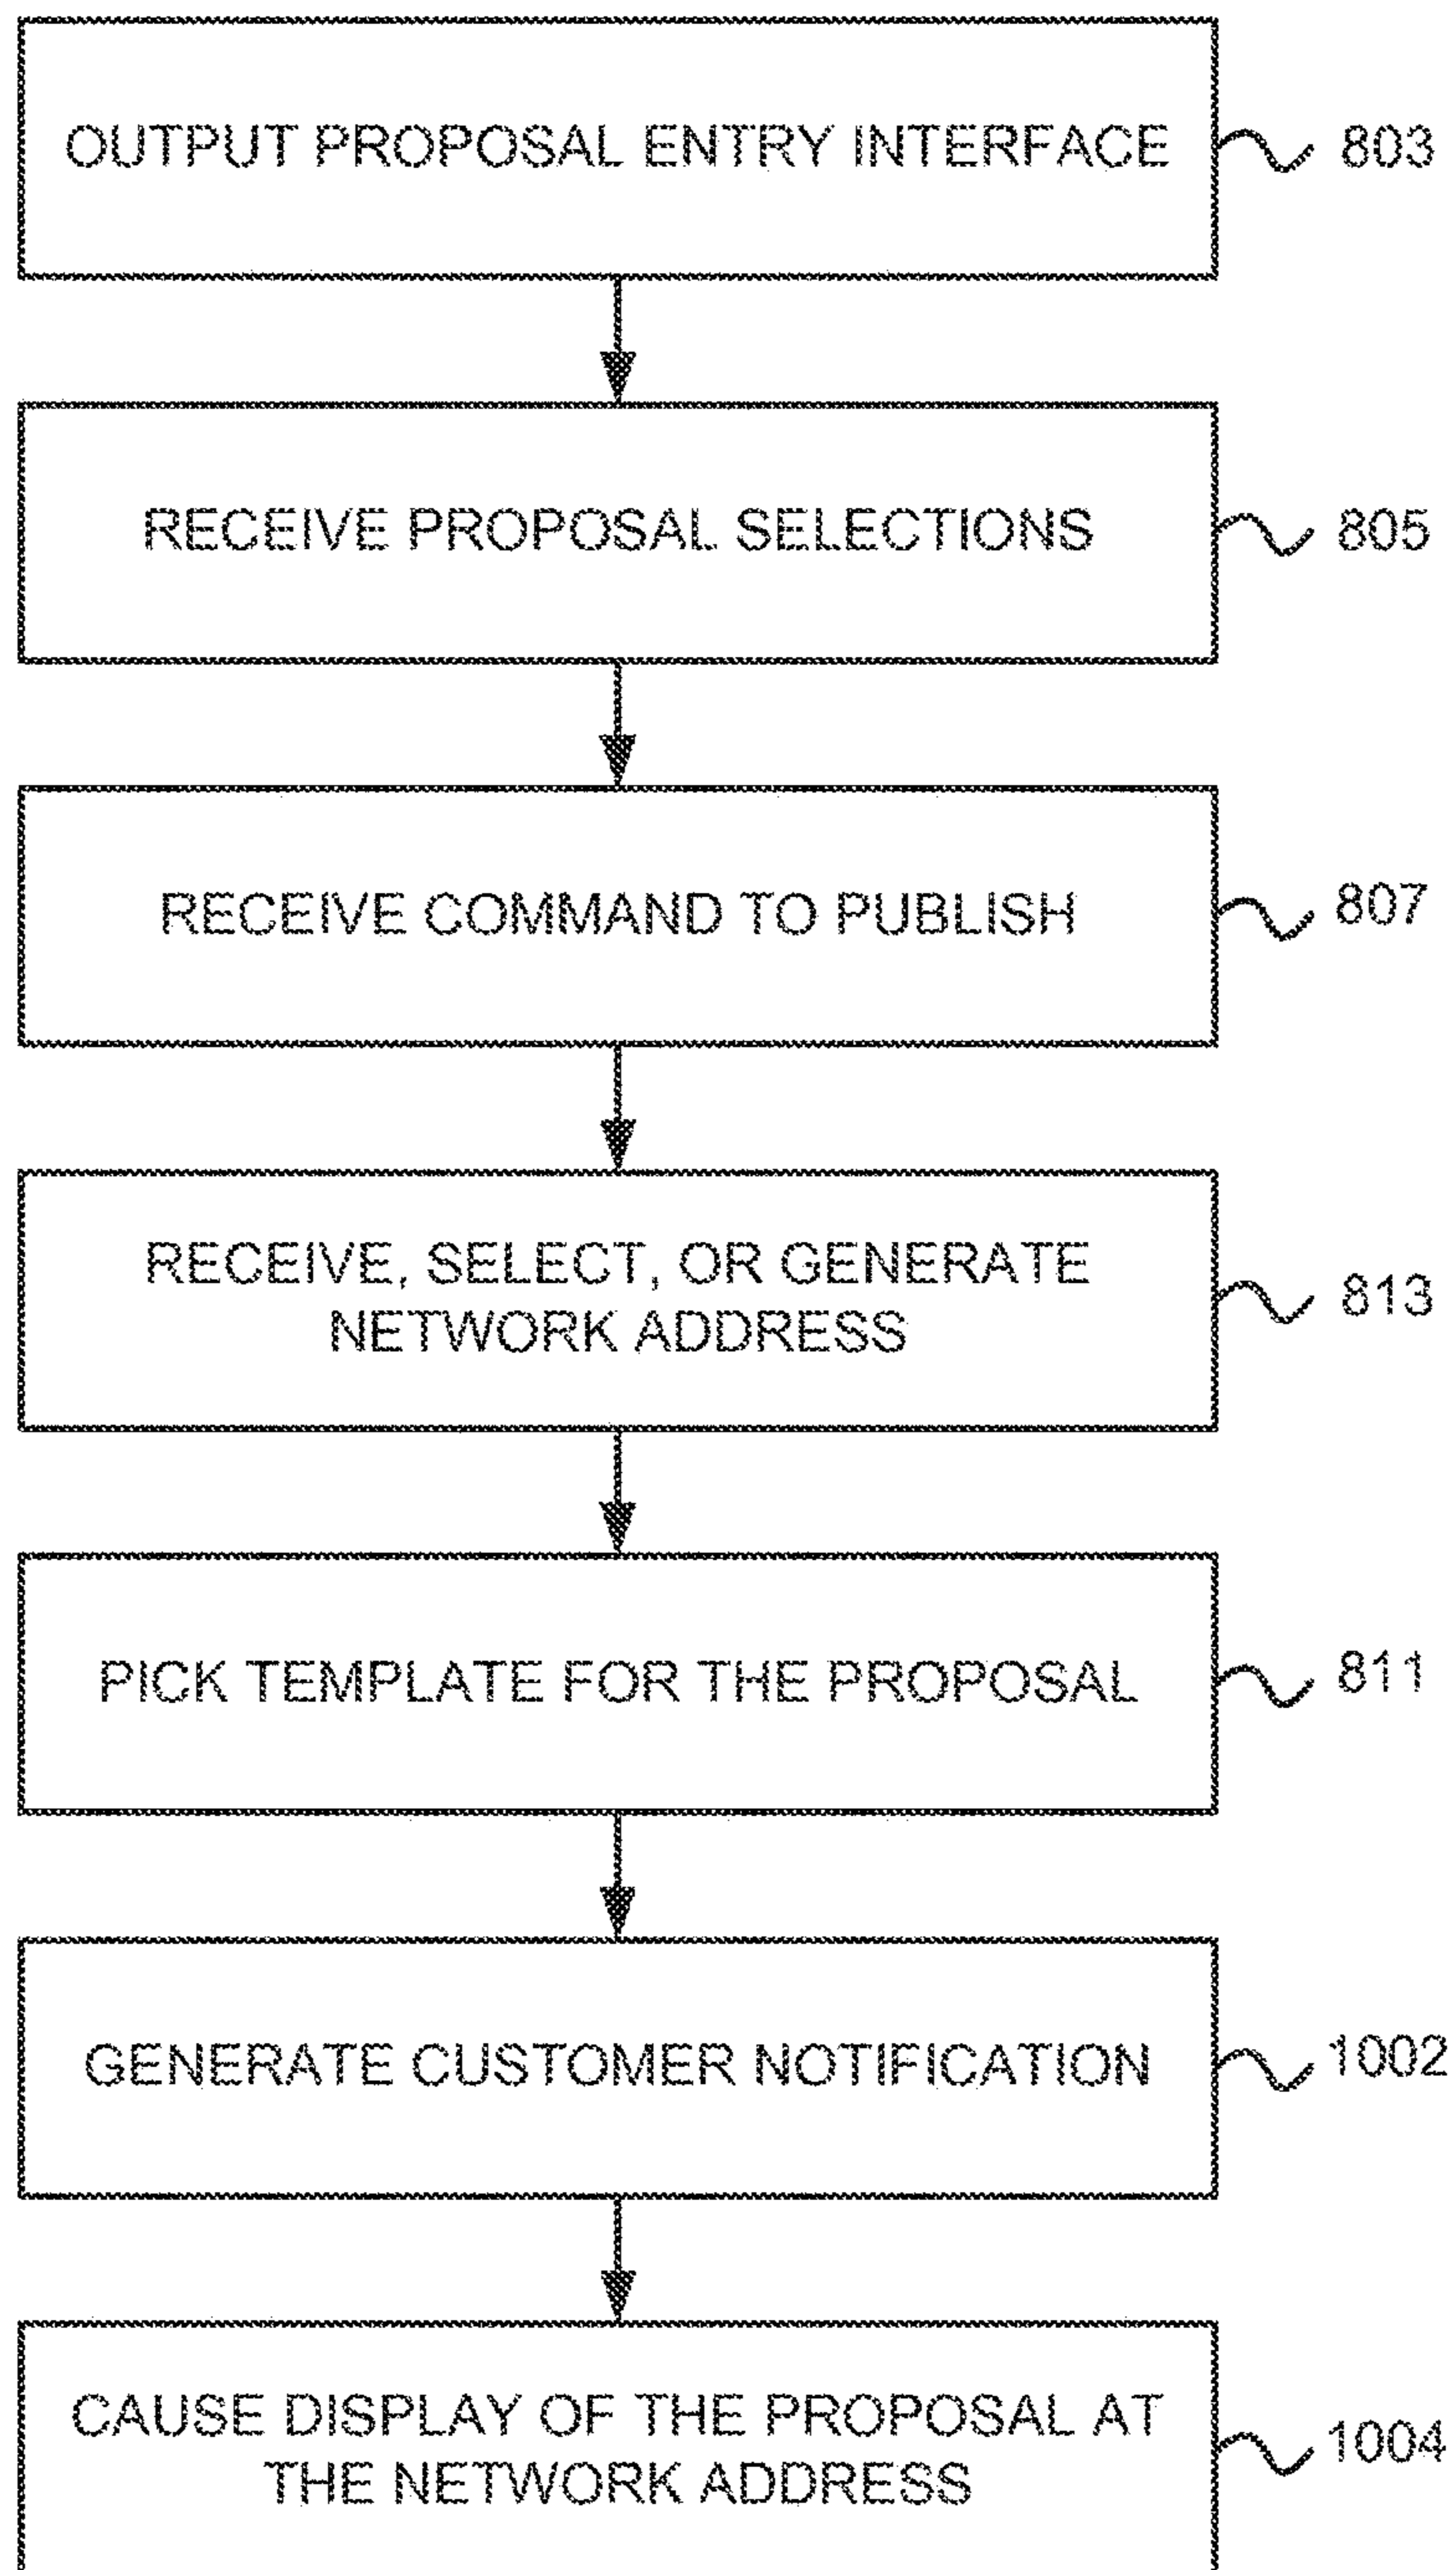 OUTPUT PROPOSAL ENTRY INTERFACE
803
RECEIVE PROPOSAL SELECTIONS
805
RECEIVE COMMAND TO PUBLISH
807
RECEIVE, SELECT, OR GENERATE
NETWORK ADDRESS
813
PICK TEMPLATE FOR THE PROPOSAL
811
GENERATE CUSTOMER NOTIFICATION
1002
CAUSE DISPLAY OF THE PROPOSAL AT
THE NETWORK ADDRESS
1004